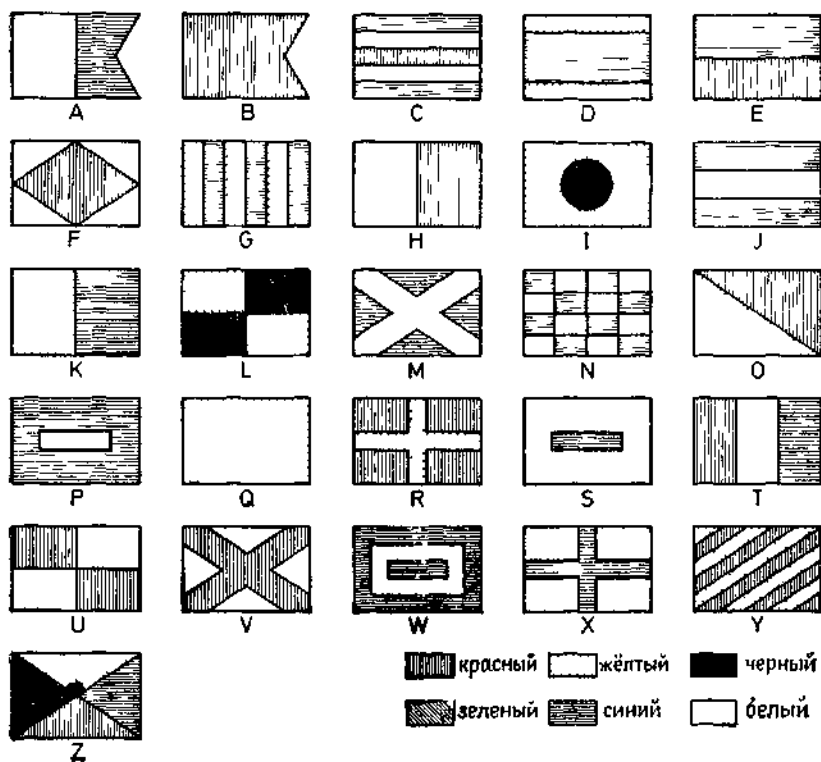 A B C D E
F G H I J
K L M N O
P Q R S T
U V W X Y
красный жёлтый черный
зеленый синий белый
Z